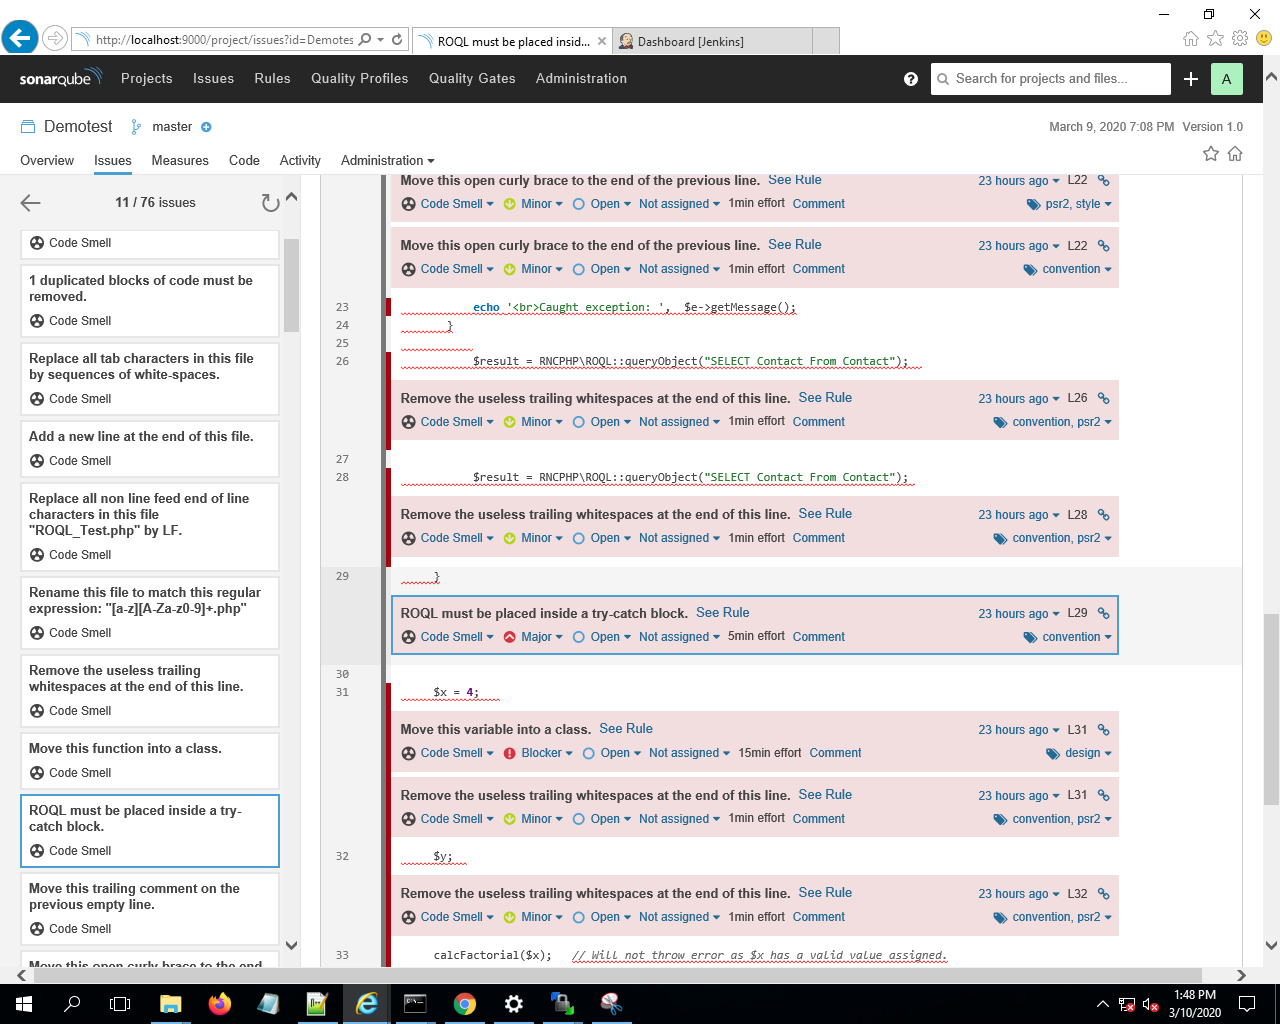 http://localhost:9000/project/issues?id=Demotes
ROQL must be placed insid...
Dashboard [Jenkins]
sonarqube
Projects
Issues
Rules
Quality Profiles
Quality Gates
Administration
Search for projects and files...
A
Demotest
master
March 9, 2020 7:08 PM Version 1.0
Overview
Issues
Measures
Code
Activity
Administration
11 / 76 issues
Code Smell
1 duplicated blocks of code must be
removed.
Code Smell
Replace all tab characters in this file
by sequences of white-spaces.
Code Smell
Add a new line at the end of this file.
Code Smell
Replace all non line feed end of line
characters in this file
"ROQL_Test.php" by LF.
Code Smell
Rename this file to match this regular
expression: "[a-z][A-Za-z0-9]+.php"
Code Smell
Remove the useless trailing
whitespaces at the end of this line.
Code Smell
Move this function into a class.
Code Smell
ROQL must be placed inside a try-
catch block.
Code Smell
Move this trailing comment on the
previous empty line.
Code Smell
Move this open curly brace to the end
Move this open curly brace to the end of the previous line. See Rule 23 hours ago L22
Code Smell Minor Open Not assigned 1min effort Comment psr2, style
Move this open curly brace to the end of the previous line. See Rule 23 hours ago L22
Code Smell Minor Open Not assigned 1min effort Comment convention
23 echo '<br>Caught exception: ', $e->getMessage();
24 }
25
26 $result = RNCPHP\ROQL::queryObject("SELECT Contact From Contact");
Remove the useless trailing whitespaces at the end of this line. See Rule 23 hours ago L26
Code Smell Minor Open Not assigned 1min effort Comment convention, psr2
27
28 $result = RNCPHP\ROQL::queryObject("SELECT Contact From Contact");
Remove the useless trailing whitespaces at the end of this line. See Rule 23 hours ago L28
Code Smell Minor Open Not assigned 1min effort Comment convention, psr2
29 }
ROQL must be placed inside a try-catch block. See Rule 23 hours ago L29
Code Smell Major Open Not assigned 5min effort Comment convention
30
31 $x = 4;
Move this variable into a class. See Rule 23 hours ago L31
Code Smell Blocker Open Not assigned 15min effort Comment design
Remove the useless trailing whitespaces at the end of this line. See Rule 23 hours ago L31
Code Smell Minor Open Not assigned 1min effort Comment convention, psr2
32 $y;
Remove the useless trailing whitespaces at the end of this line. See Rule 23 hours ago L32
Code Smell Minor Open Not assigned 1min effort Comment convention, psr2
33 calcFactorial($x); // Will not throw error as $x has a valid value assigned.
1:48 PM
3/10/2020